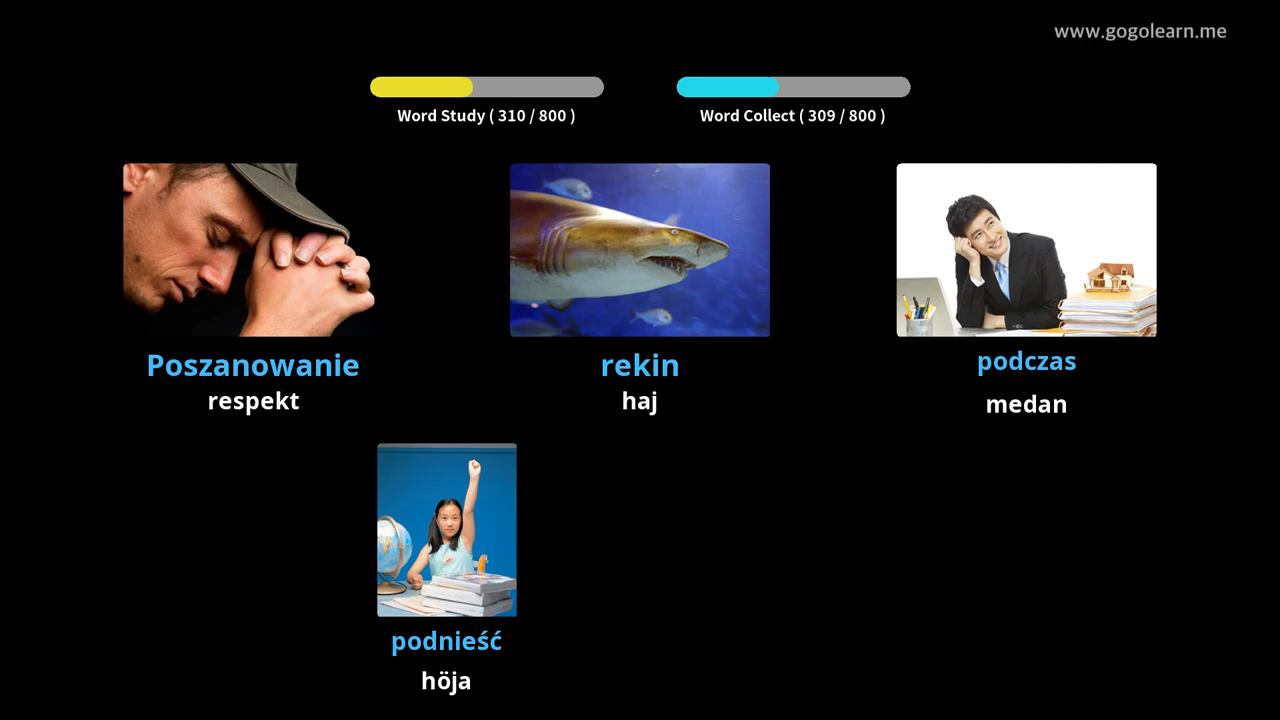 www.gogolearn.me
Word Study ( 310 / 800 )
Word Collect ( 309 / 800 )
Poszanowanie
respekt
rekin
haj
podczas
medan
podnieść
höja